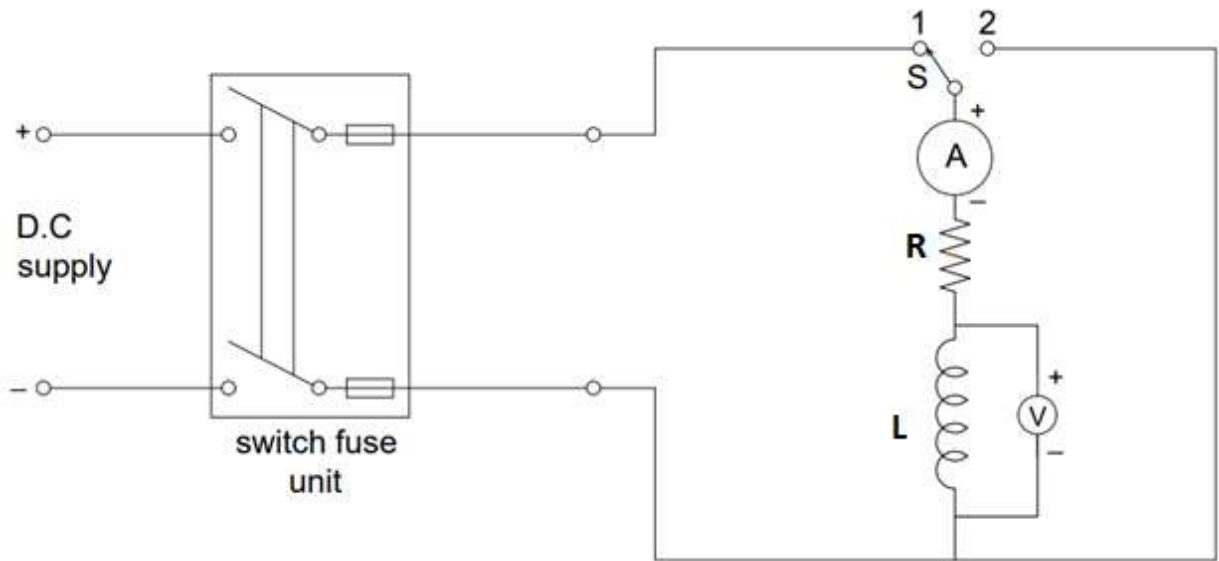 1 2
S
+
+
A
D.C
supply
–
R
+
L
V
–
–
switch fuse
unit